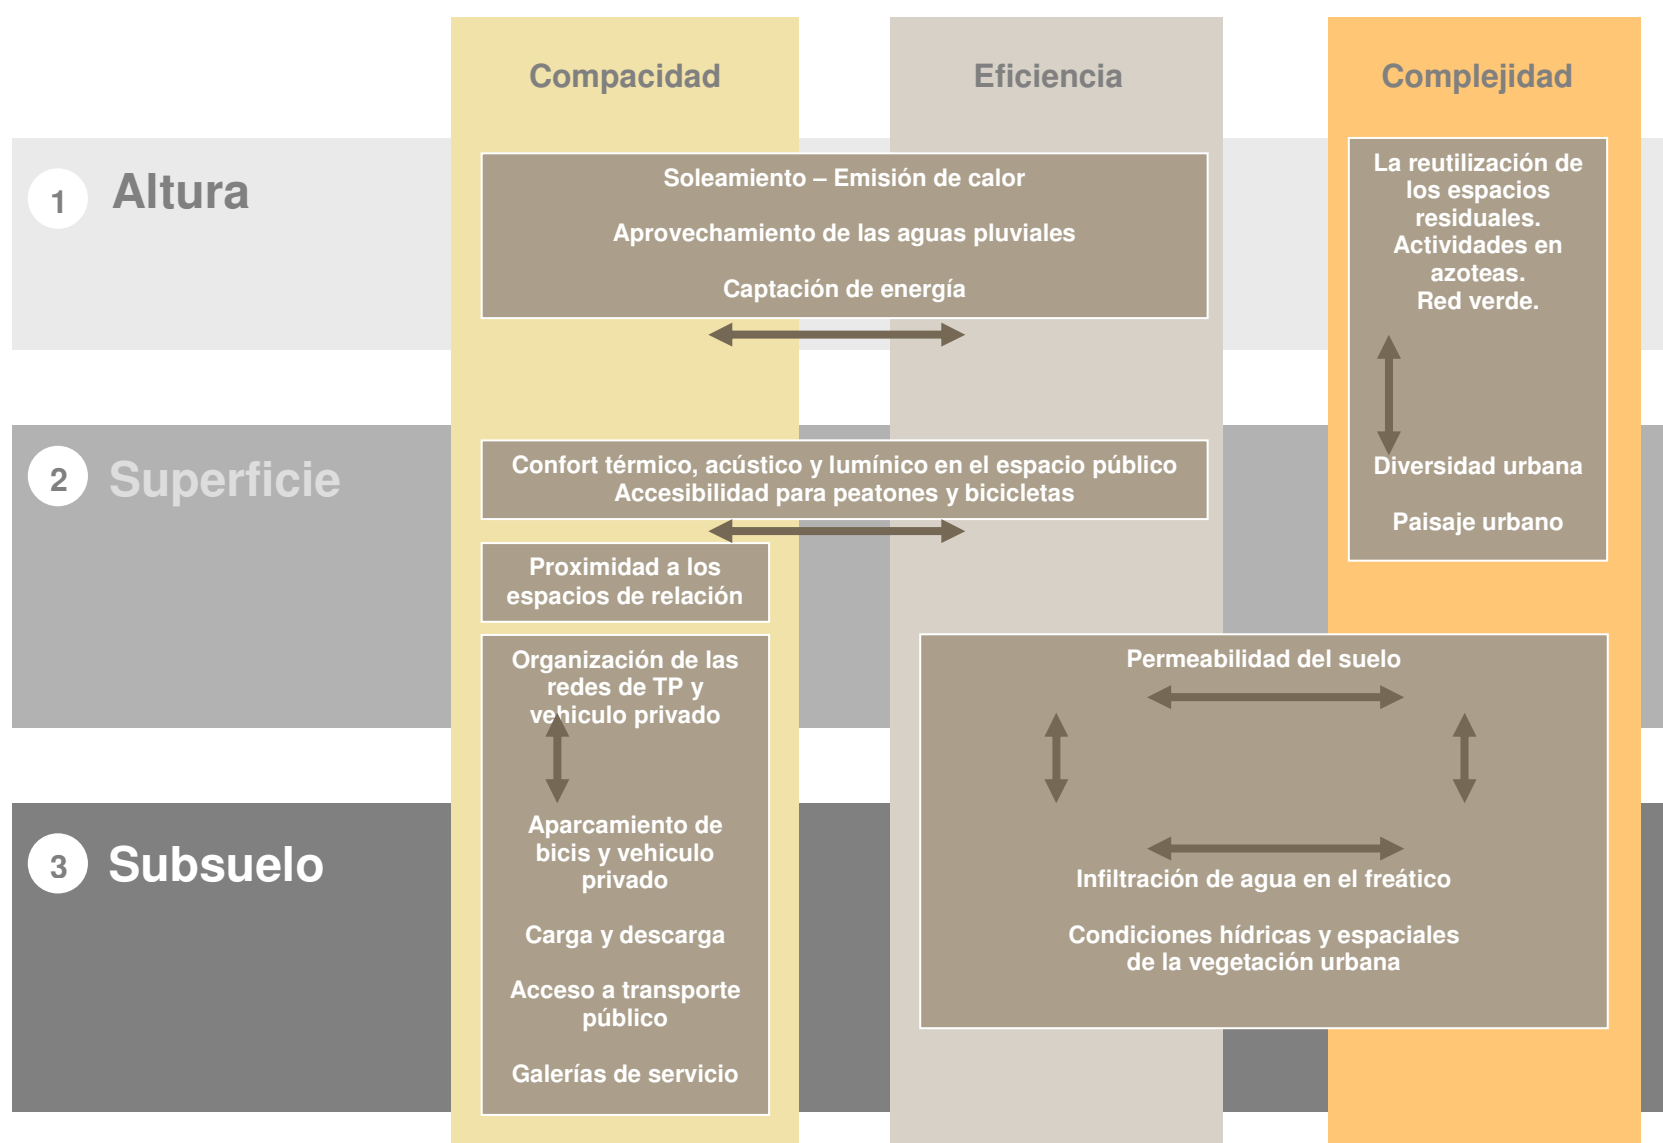 Compacidad
Eficiencia
Complejidad
1
Altura
Soleamiento – Emisión de calor
Aprovechamiento de las aguas pluviales
Captación de energía
La reutilización de
los espacios
residuales.
Actividades en
azoteas.
Red verde.
2
Superficie
Confort térmico, acústico y lumínico en el espacio público
Accesibilidad para peatones y bicicletas
Diversidad urbana
Paisaje urbano
Proximidad a los
espacios de relación
Organización de las
redes de TP y
vehiculo privado
Permeabilidad del suelo
3
Subsuelo
Aparcamiento de
bicis y vehiculo
privado
Carga y descarga
Acceso a transporte
público
Galerías de servicio
Infiltración de agua en el freático
Condiciones hídricas y espaciales
de la vegetación urbana